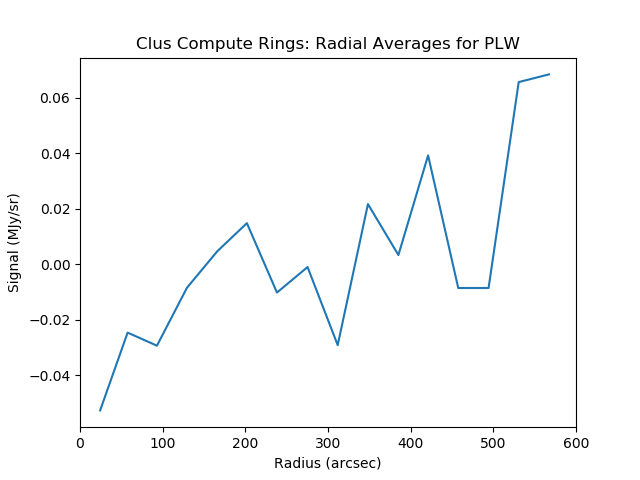 Clus Compute Rings: Radial Averages for PLW
0.06
0.04
0.02
0.00
−0.02
−0.04
Signal (MJy/sr)
0 100 200 300 400 500 600
Radius (arcsec)